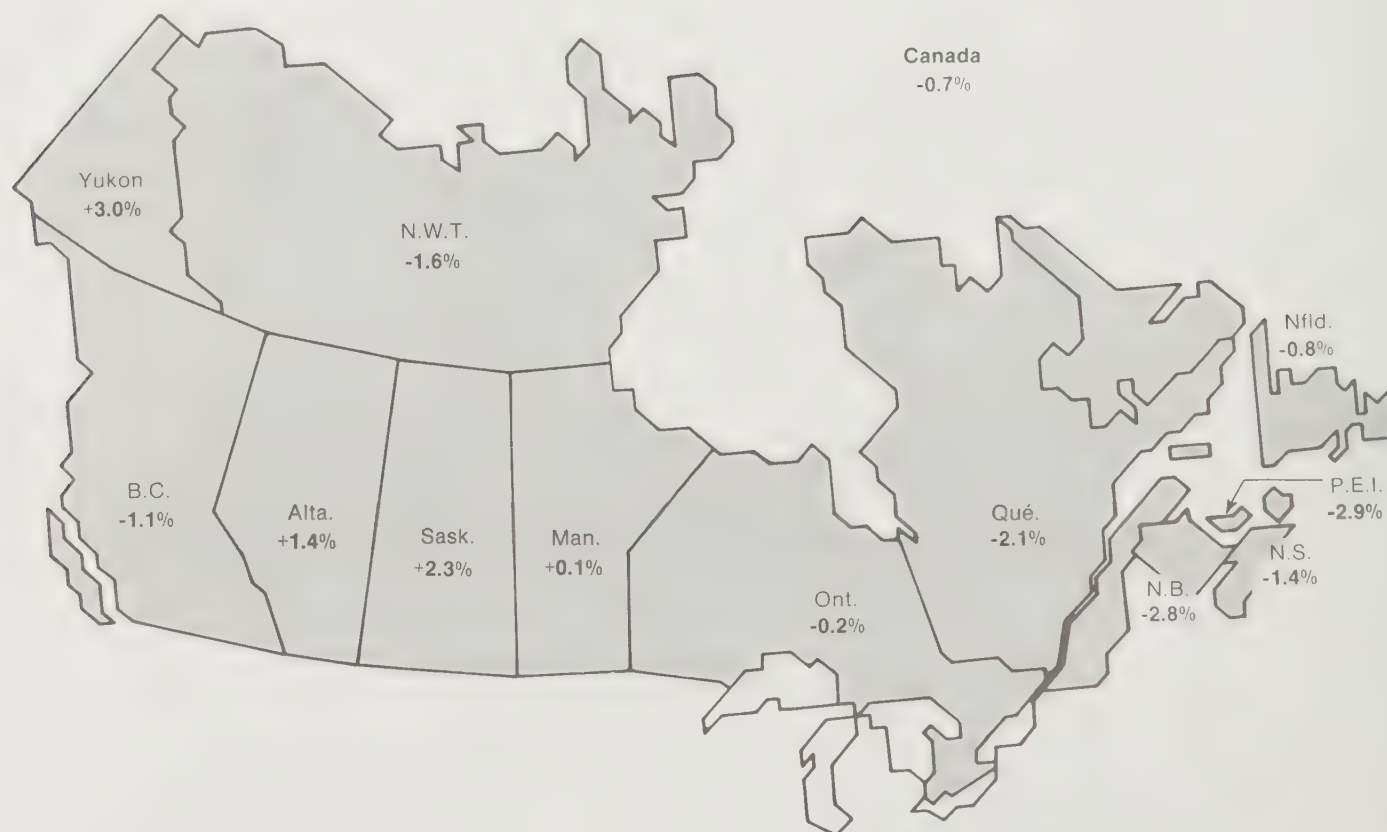 Canada
-0.7%
Yukon
+3.0%
N.W.T.
-1.6%
Nfld.
-0.8%
B.C.
-1.1%
Alta.
+1.4%
Sask.
+2.3%
Man.
+0.1%
Ont.
-0.2%
Qué.
-2.1%
P.E.I.
-2.9%
N.S.
-1.4%
N.B.
-2.8%